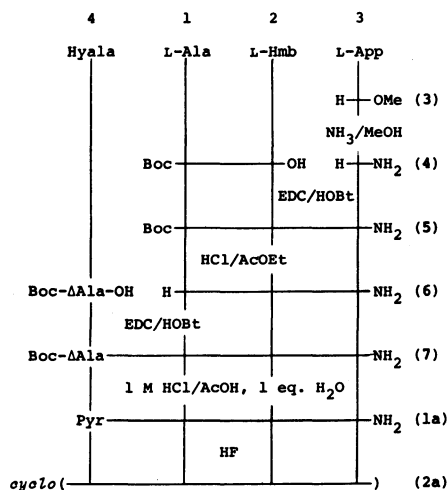 4 1 2 3
Hyala L-Ala L-Hmb L-App
H OMe (3)
NH3/MeOH
Boc OH H NH2 (4)
EDC/HOBt
Boc NH2 (5)
HCl/AcOEt
Boc-ΔAla-OH H NH2 (6)
EDC/HOBt
Boc-ΔAla NH2 (7)
1 M HCl/AcOH, 1 eq. H2O
Pyr NH2 (1a)
HF
cyclo( ) (2a)